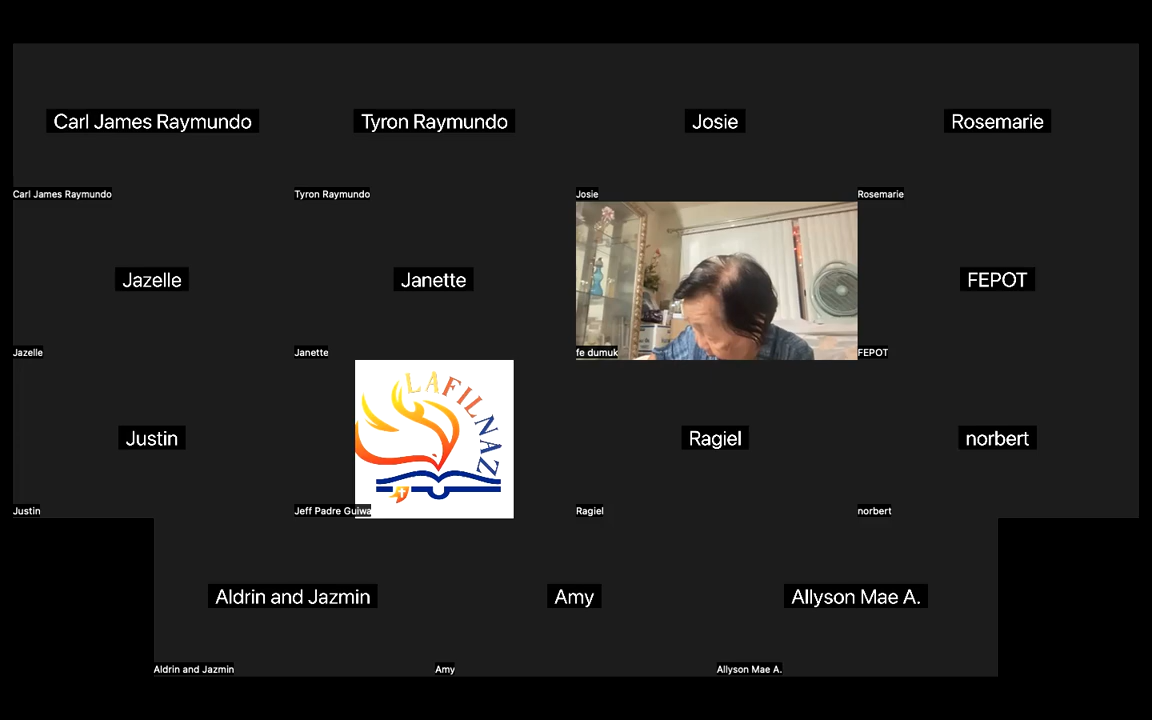 Carl James Raymundo
Tyron Raymundo
Josie
Rosemarie
Carl James Raymundo
Tyron Raymundo
Josie
Rosemarie
Jazelle
Janette
FEPOT
Jazelle
Janette
fe dumuk
FEPOT
LAFILNAZ
Justin
Ragiel
norbert
Justin
Jeff Padre Guiwa
Ragiel
norbert
Aldrin and Jazmin
Amy
Allyson Mae A.
Aldrin and Jazmin
Amy
Allyson Mae A.